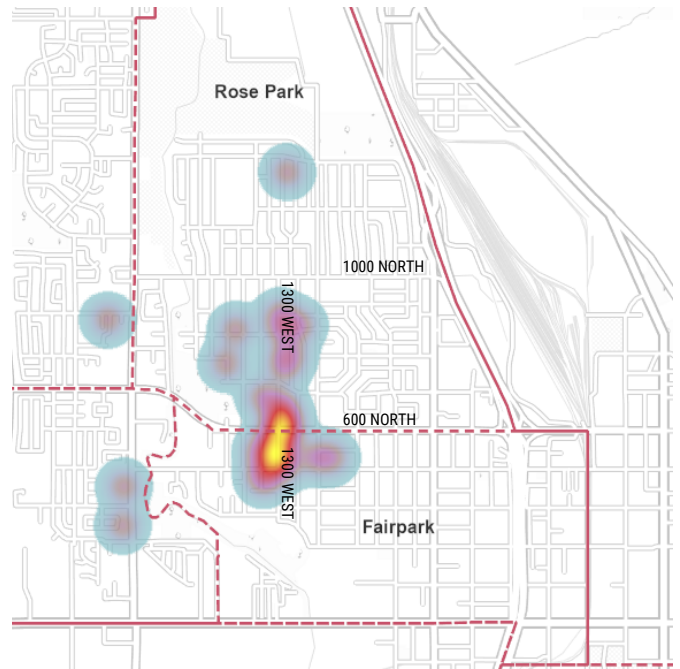 Rose Park
1000 NORTH
1300 WEST
600 NORTH
1300 WEST
Fairpark